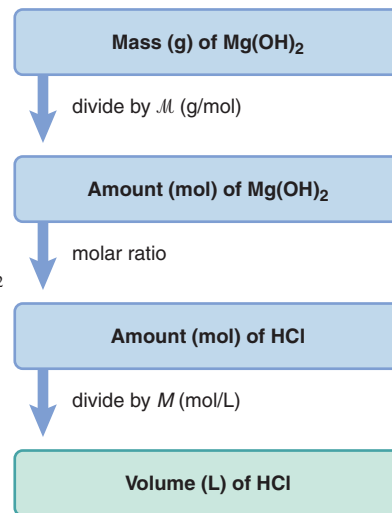 Mass (g) of Mg(OH)₂
divide by ℳ (g/mol)
Amount (mol) of Mg(OH)₂
molar ratio
2
Amount (mol) of HCl
divide by M (mol/L)
Volume (L) of HCl